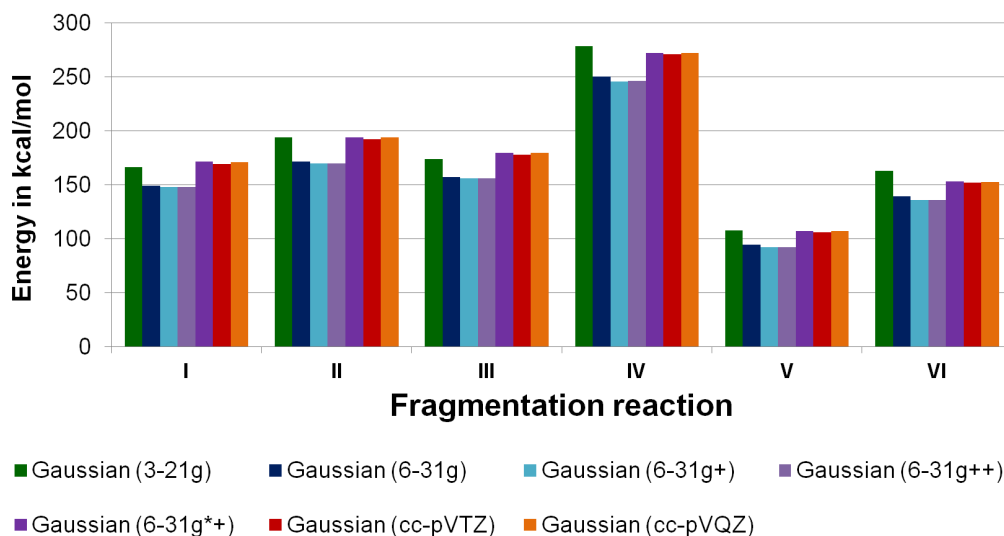 300
250
200
150
100
50
0
Energy in kcal/mol
I II III IV V VI
Fragmentation reaction
Gaussian (3-21g) Gaussian (6-31g) Gaussian (6-31g+) Gaussian (6-31g++)
Gaussian (6-31g*+) Gaussian (cc-pVTZ) Gaussian (cc-pVQZ)